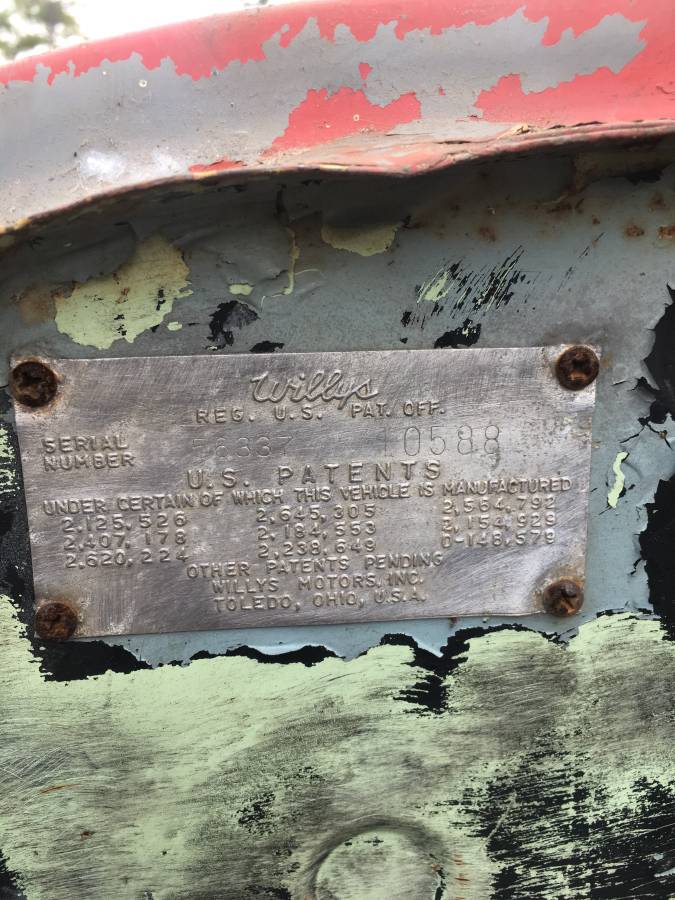 Willys
REG. U.S. PAT. OFF.
SERIAL
NUMBER 56337 10588
U.S. PATENTS
UNDER CERTAIN OF WHICH THIS VEHICLE IS MANUFACTURED
2,125,526 2,645,305 2,564,792
2,407,178 2,184,553 2,154,929
2,620,224 2,238,649 D-148,579
OTHER PATENTS PENDING
WILLYS MOTORS, INC.
TOLEDO, OHIO, U.S.A.